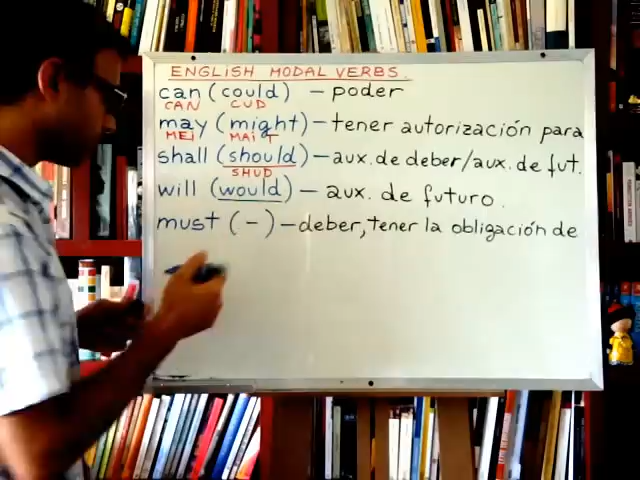 ENGLISH MODAL VERBS.
can (could) – poder
CAN CUD
may (might) – tener autorización para
MEI MAIT
shall (should) – aux. de deber/aux. de fut.
SHUD
will (would) – aux. de futuro.
must (-) – deber, tener la obligación de